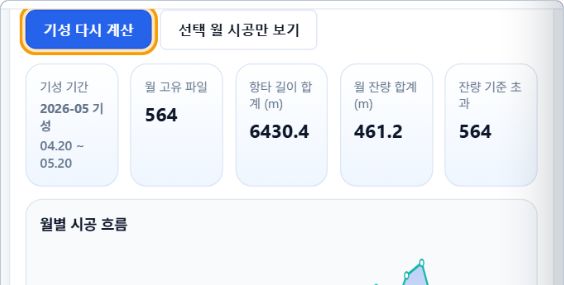 기성 다시 계산
선택 월 시공만 보기
기성 기간
2026-05 기
성
04.20 ~
05.20
월 고유 파일
564
항타 길이 합
계 (m)
6430.4
월 잔량 합계
(m)
461.2
잔량 기준 초
과
564
월별 시공 흐름